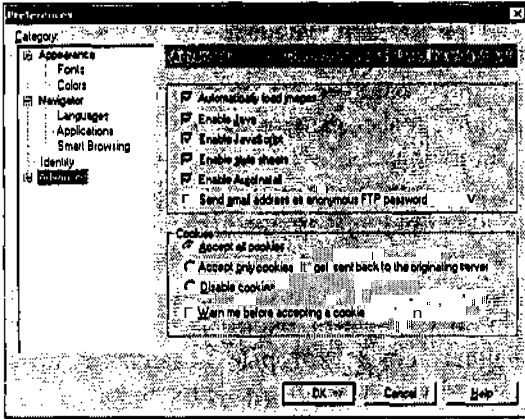 Preferences
Category:
Appearance
Fonts
Colors
Navigator
Languages
Applications
Smart Browsing
Identity
Advanced
Automatically load images
Enable Java
Enable JavaScript
Enable style sheets
Enable AutoInstall
Send email address as anonymous FTP password
Cookies
Accept all cookies
Accept only cookies get sent back to the originating server
Disable cookies
Warn me before accepting a cookie
OK
Cancel
Help